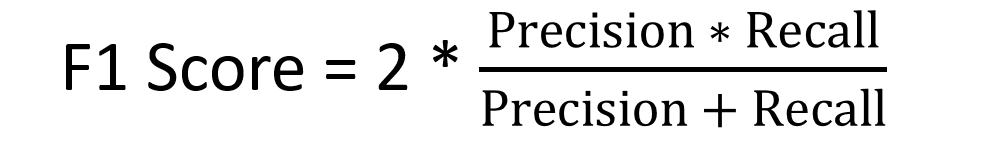 F1 Score = 2 * Precision * Recall
Precision + Recall